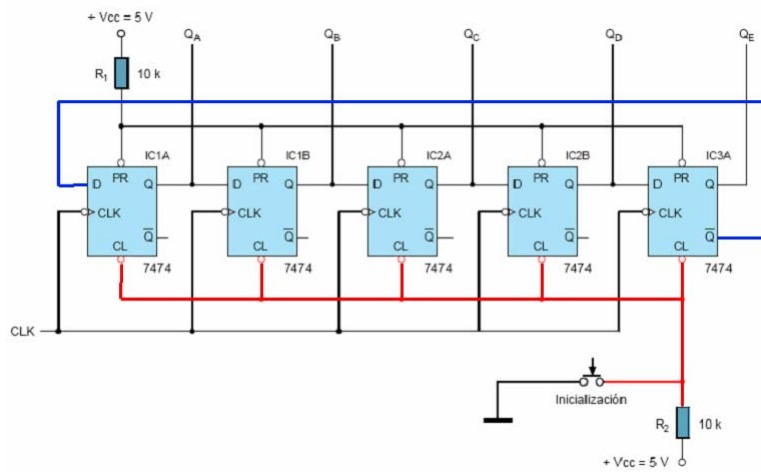 + Vcc = 5 V
QA QB QC QD QE
R1 10 k
IC1A IC1B IC2A IC2B IC3A
PR PR PR PR PR
D Q D Q D Q D Q D Q
CLK CLK CLK CLK CLK
Q̅ Q̅ Q̅ Q̅ Q̅
CL CL CL CL CL
7474 7474 7474 7474 7474
CLK
Inicialización
R2 10 k
+ Vcc = 5 V